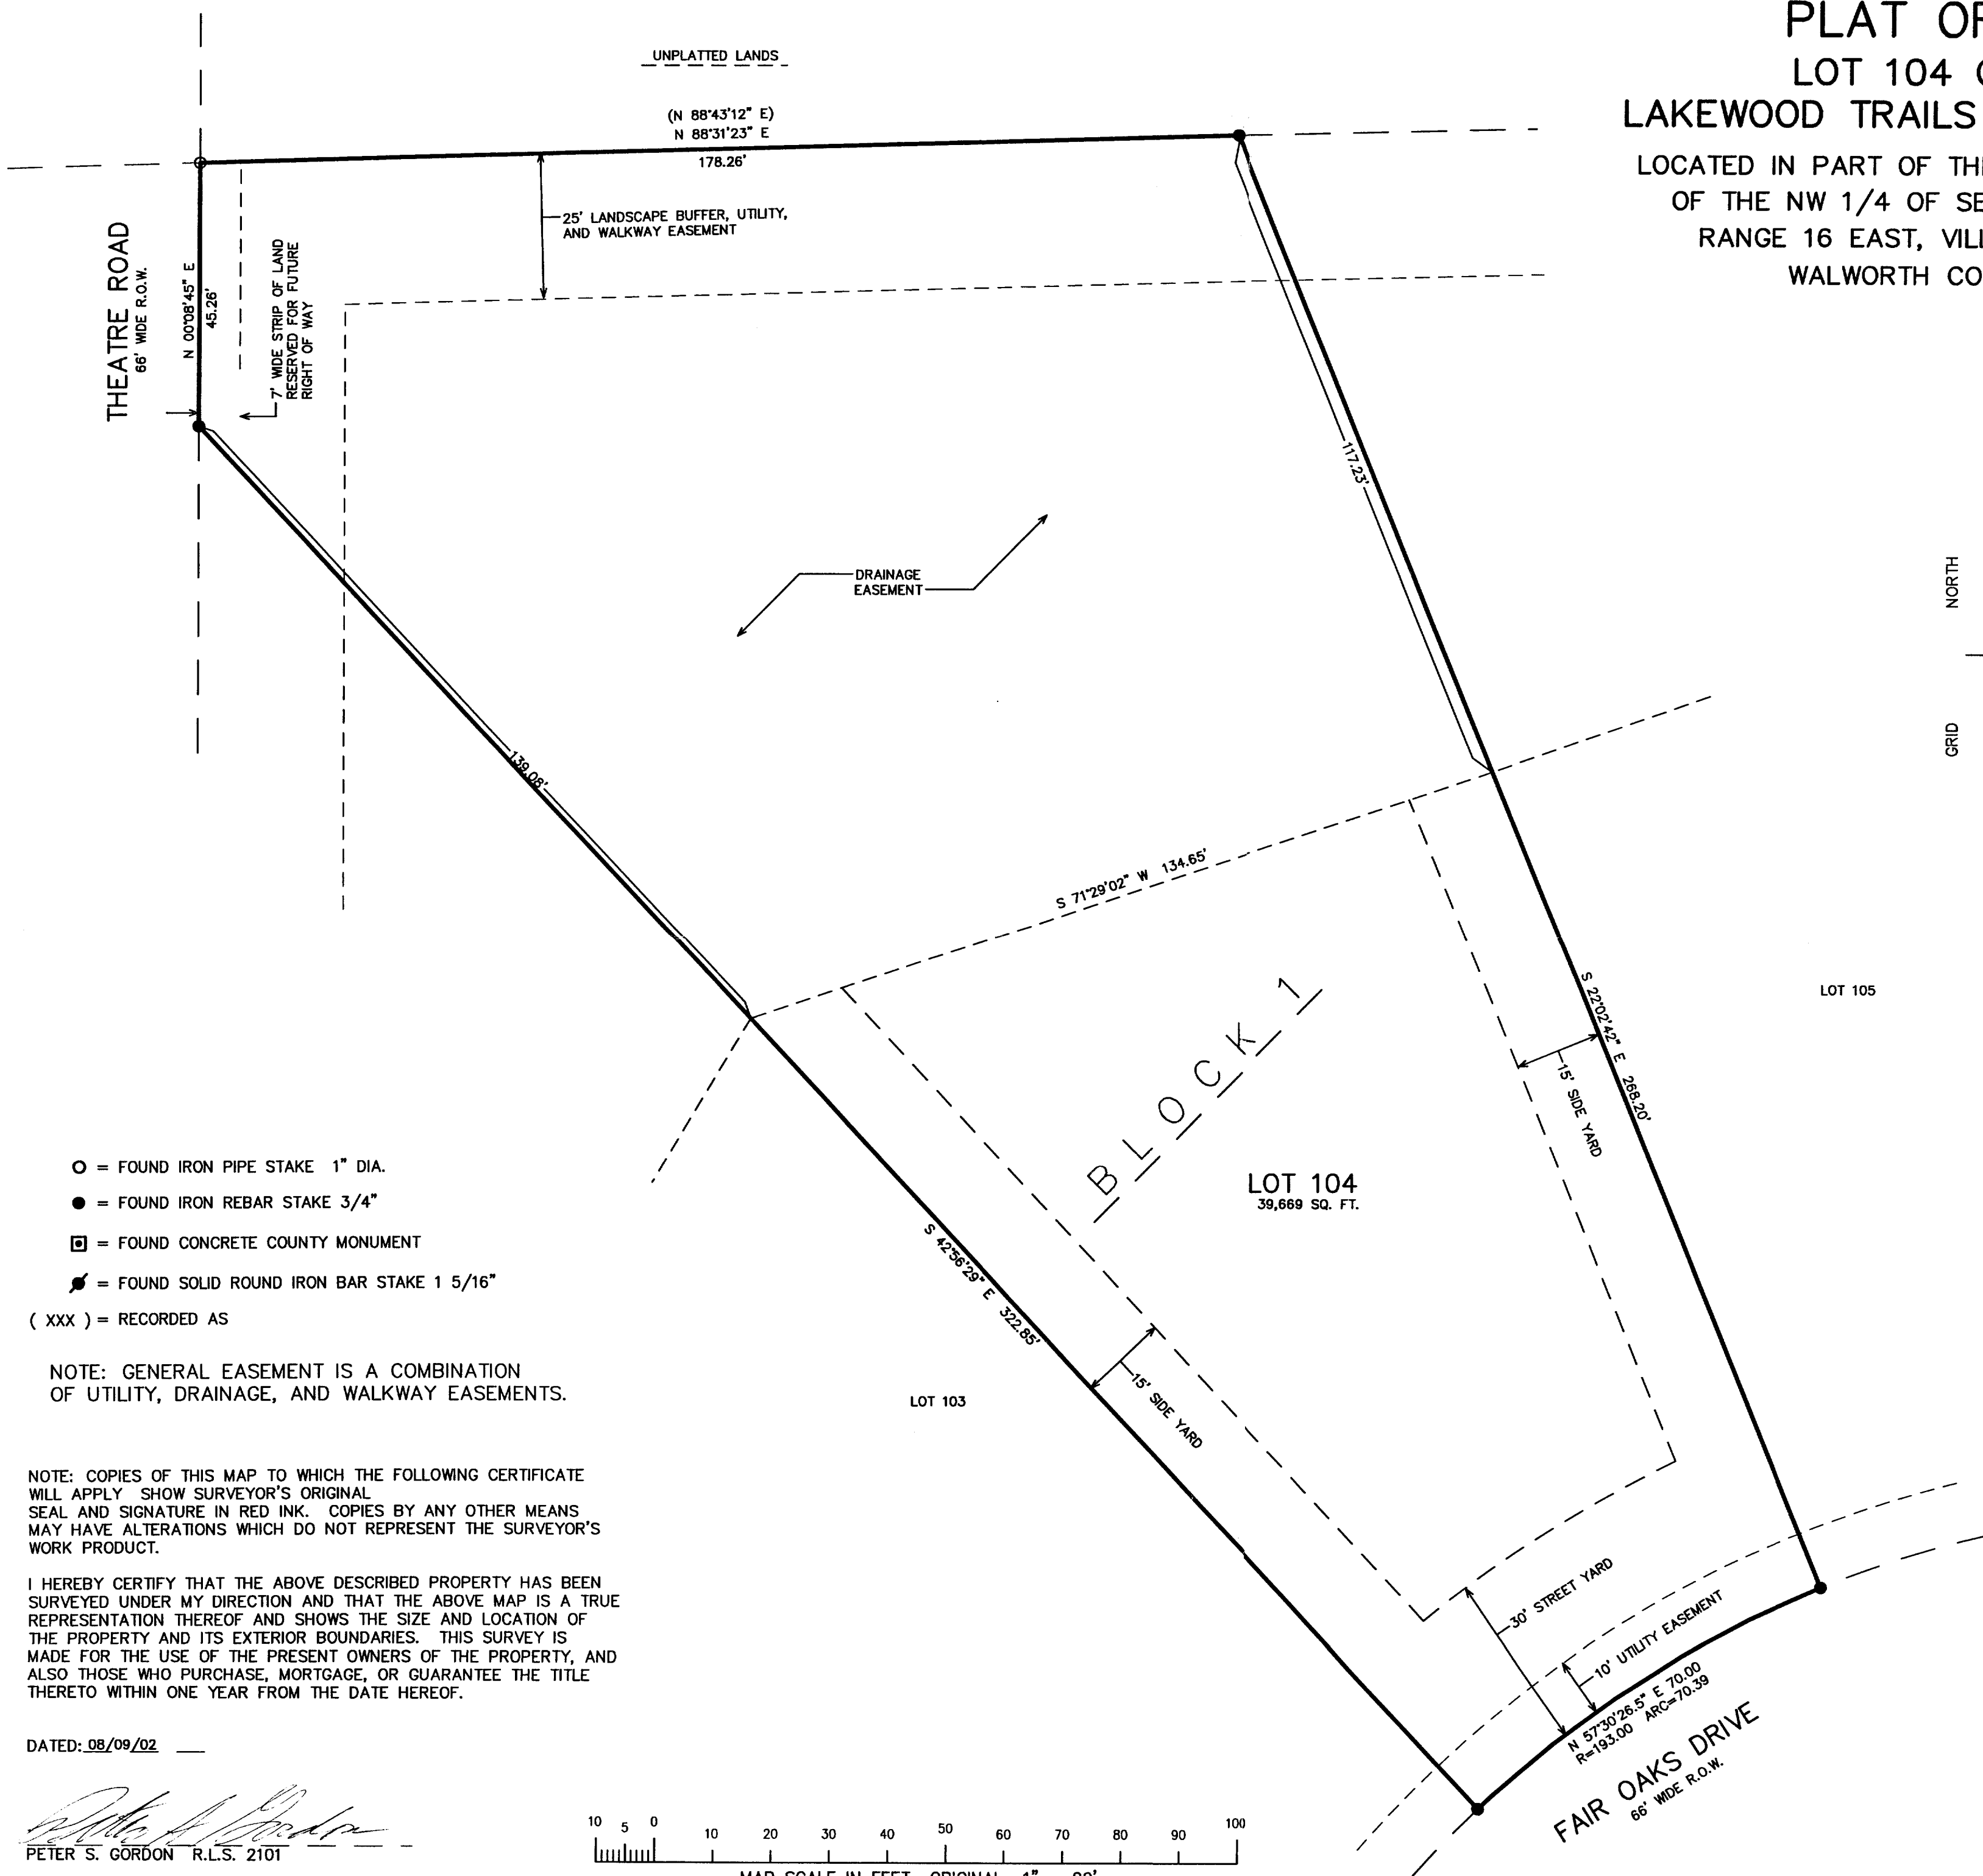 PLAT OF
LOT 104 O
LAKEWOOD TRAILS
LOCATED IN PART OF THE
OF THE NW 1/4 OF SE
RANGE 16 EAST, VILL
WALWORTH CO
UNPLATTED LANDS
(N 88°43'12" E)
N 88°31'23" E
178.26'
25' LANDSCAPE BUFFER, UTILITY,
AND WALKWAY EASEMENT
THEATRE ROAD
66' WIDE R.O.W.
N 00°08'45" E
45.26'
7' WIDE STRIP OF LAND
RESERVED FOR FUTURE
RIGHT OF WAY
117.23'
DRAINAGE
EASEMENT
NORTH
GRID
139.08'
S 71°29'02" W 134.65'
LOT 105
S 22°02'42" E 268.20'
15' SIDE YARD
BLOCK 1
LOT 104
39,669 SQ. FT.
S 42°56'29" E 322.85'
15' SIDE YARD
LOT 103
30' STREET YARD
10' UTILITY EASEMENT
N 57°30'26.5" E 70.00
R=193.00 ARC=70.39
FAIR OAKS DRIVE
66' WIDE R.O.W.
= FOUND IRON PIPE STAKE 1" DIA.
= FOUND IRON REBAR STAKE 3/4"
= FOUND CONCRETE COUNTY MONUMENT
= FOUND SOLID ROUND IRON BAR STAKE 1 5/16"
( XXX ) = RECORDED AS
NOTE: GENERAL EASEMENT IS A COMBINATION
OF UTILITY, DRAINAGE, AND WALKWAY EASEMENTS.
NOTE: COPIES OF THIS MAP TO WHICH THE FOLLOWING CERTIFICATE
WILL APPLY SHOW SURVEYOR'S ORIGINAL
SEAL AND SIGNATURE IN RED INK. COPIES BY ANY OTHER MEANS
MAY HAVE ALTERATIONS WHICH DO NOT REPRESENT THE SURVEYOR'S
WORK PRODUCT.
I HEREBY CERTIFY THAT THE ABOVE DESCRIBED PROPERTY HAS BEEN
SURVEYED UNDER MY DIRECTION AND THAT THE ABOVE MAP IS A TRUE
REPRESENTATION THEREOF AND SHOWS THE SIZE AND LOCATION OF
THE PROPERTY AND ITS EXTERIOR BOUNDARIES. THIS SURVEY IS
MADE FOR THE USE OF THE PRESENT OWNERS OF THE PROPERTY, AND
ALSO THOSE WHO PURCHASE, MORTGAGE, OR GUARANTEE THE TITLE
THERETO WITHIN ONE YEAR FROM THE DATE HEREOF.
DATED: 08/09/02
PETER S. GORDON R.L.S. 2101
10 5 0 10 20 30 40 50 60 70 80 90 100
MAP SCALE IN FEET ORIGINAL 1"